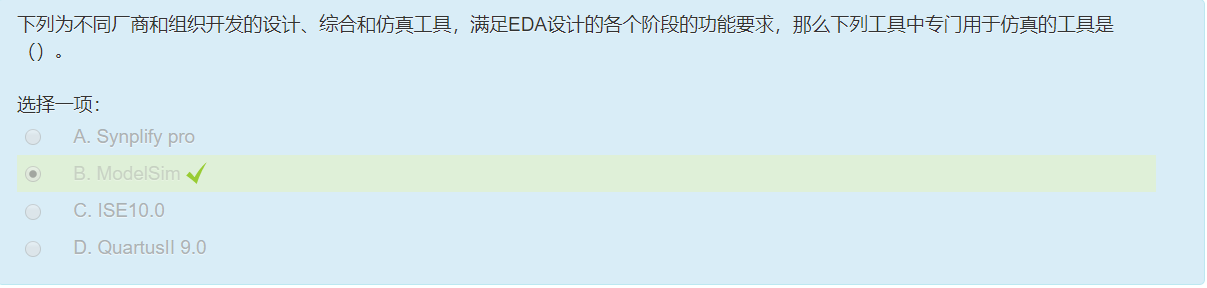 下列为不同厂商和组织开发的设计、综合和仿真工具，满足EDA设计的各个阶段的功能要求，那么下列工具中专门用于仿真的工具是
（）。
选择一项：
A. Synplify pro
B. ModelSim
C. ISE10.0
D. QuartusII 9.0